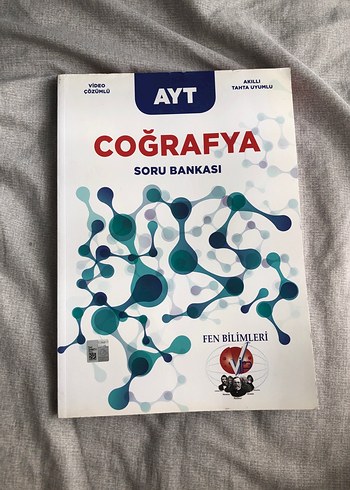 VİDEO
ÇÖZÜMLÜ
AYT
AKILLI
TAHTA UYUMLU
COĞRAFYA
SORU BANKASI
FEN BİLİMLERİ